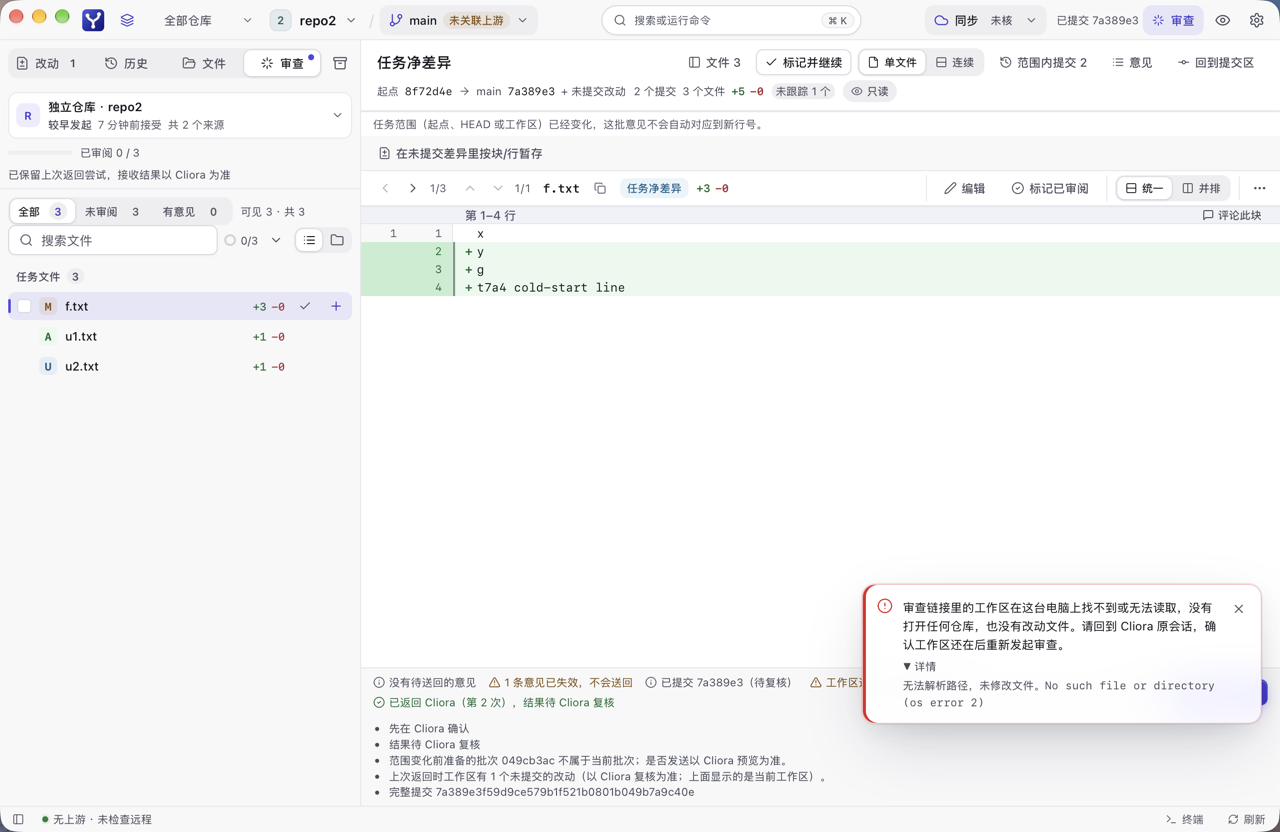 全部仓库 2 repo2 / main 未关联上游 搜索或运行命令 ⌘ K 同步 未核 已提交 7a389e3 审查
改动 1 历史 文件 审查
任务净差异 文件 3 标记并继续 单文件 连续 范围内提交 2 意见 回到提交区
R 独立仓库 · repo2
较早发起 7 分钟前接受 共 2 个来源
起点 8f72d4e → main 7a389e3 + 未提交改动 2 个提交 3 个文件 +5 −0 未跟踪 1 个 只读
任务范围(起点、HEAD 或工作区)已经变化,这批意见不会自动对应到新行号。
已审阅 0 / 3
在未提交差异里按块/行暂存
已保留上次返回尝试,接收结果以 Cliora 为准
1/3 1/1 f.txt 任务净差异 +3 −0 编辑 标记已审阅 统一 并排
全部 3 未审阅 3 有意见 0 可见 3 · 共 3
搜索文件 0/3
任务文件 3
M f.txt +3 −0
A u1.txt +1 −0
U u2.txt +1 −0
第 1–4 行 评论此块
1 1 x
2 + y
3 + g
4 + t7a4 cold-start line
审查链接里的工作区在这台电脑上找不到或无法读取,没有
打开任何仓库,也没有改动文件。请回到 Cliora 原会话,确
认工作区还在后重新发起审查。
▼ 详情
无法解析路径,未修改文件。No such file or directory
(os error 2)
没有待送回的意见 1 条意见已失效,不会送回 已提交 7a389e3(待复核) 工作区
已返回 Cliora(第 2 次),结果待 Cliora 复核
• 先在 Cliora 确认
• 结果待 Cliora 复核
• 范围变化前准备的批次 049cb3ac 不属于当前批次;是否发送以 Cliora 预览为准。
• 上次返回时工作区有 1 个未提交的改动(以 Cliora 复核为准;上面显示的是当前工作区)。
• 完整提交 7a389e3f59d9ce579b1f521b0801b049b7a9c40e
无上游 · 未检查远程 终端 刷新